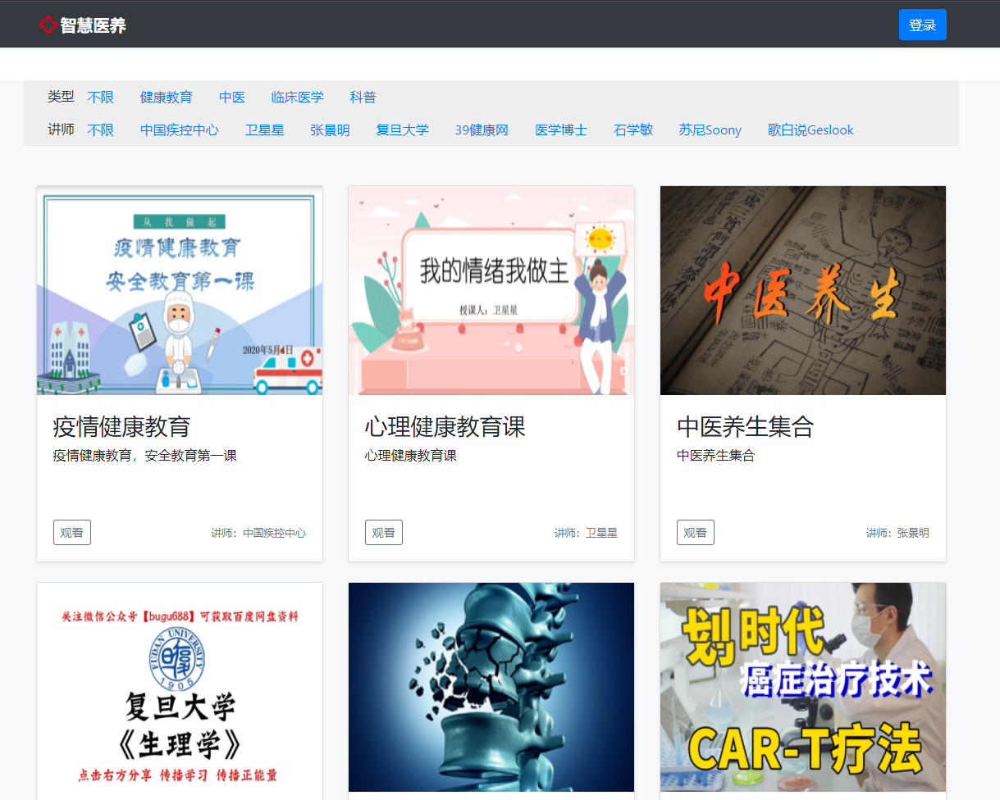 智慧医养
登录
类型 不限 健康教育 中医 临床医学 科普
讲师 不限 中国疾控中心 卫星星 张景明 复旦大学 39健康网 医学博士 石学敏 苏尼Soony 歌白说Geslook
从我做起
疫情健康教育
安全教育第一课
2020年5月4日
我的情绪我做主
授课人：卫星星
中医养生
疫情健康教育
疫情健康教育，安全教育第一课
观看 讲师：中国疾控中心
心理健康教育课
心理健康教育课
观看 讲师：卫星星
中医养生集合
中医养生集合
观看 讲师：张景明
关注微信公众号【bugu688】可获取百度网盘资料
FUDAN UNIVERSITY
1905
复旦大学
《生理学》
点击右方分享 传播学习 传播正能量
划时代
癌症治疗技术
CAR-T疗法